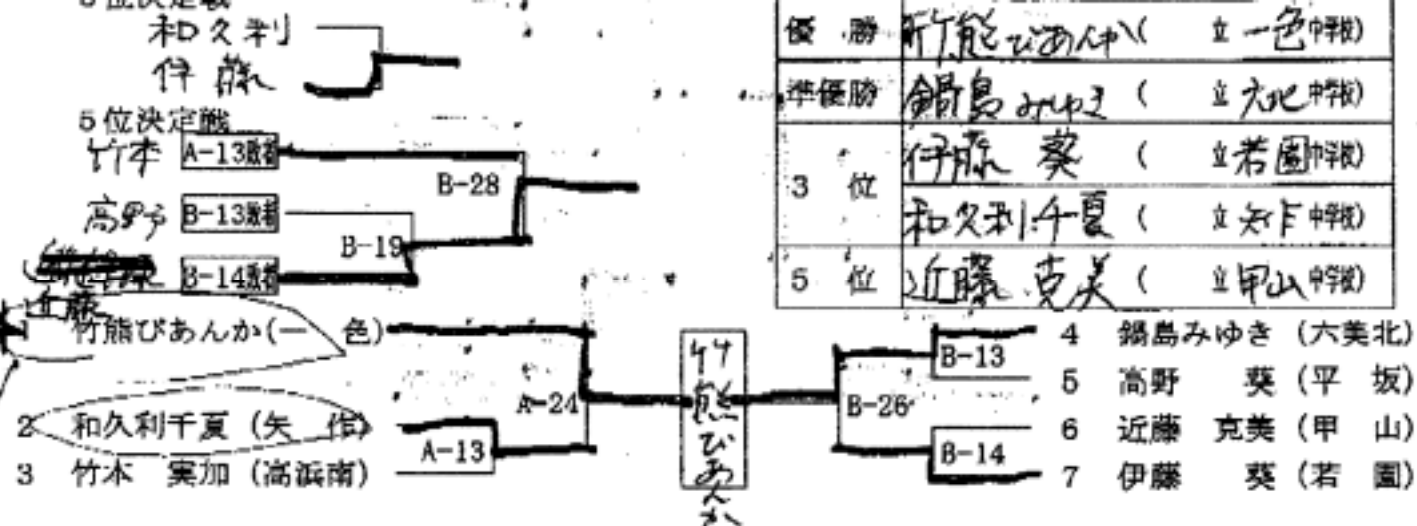 3位決定戦
和久利
伊藤
5位決定戦
竹本 A-13敗者
B-28
高野 B-13敗者
B-19
B-14敗者
近藤
1 竹熊びあんか(一 色)
A-24
2 和久利千夏(矢 作)
A-13
3 竹本 実加(高浜南)
竹熊びあんか
4 鍋島みゆき(六美北)
B-13
5 高野 葵(平 坂)
B-26
6 近藤 克美(甲 山)
B-14
7 伊藤 葵(若 園)
優勝 竹熊びあんか( 立 一色中学校)
準優勝 鍋島みゆき ( 立 六北中学校)
3 位 伊藤 葵 ( 立 若園中学校)
和久利千夏 ( 立 矢作中学校)
5 位 近藤 克美 ( 立 甲山中学校)